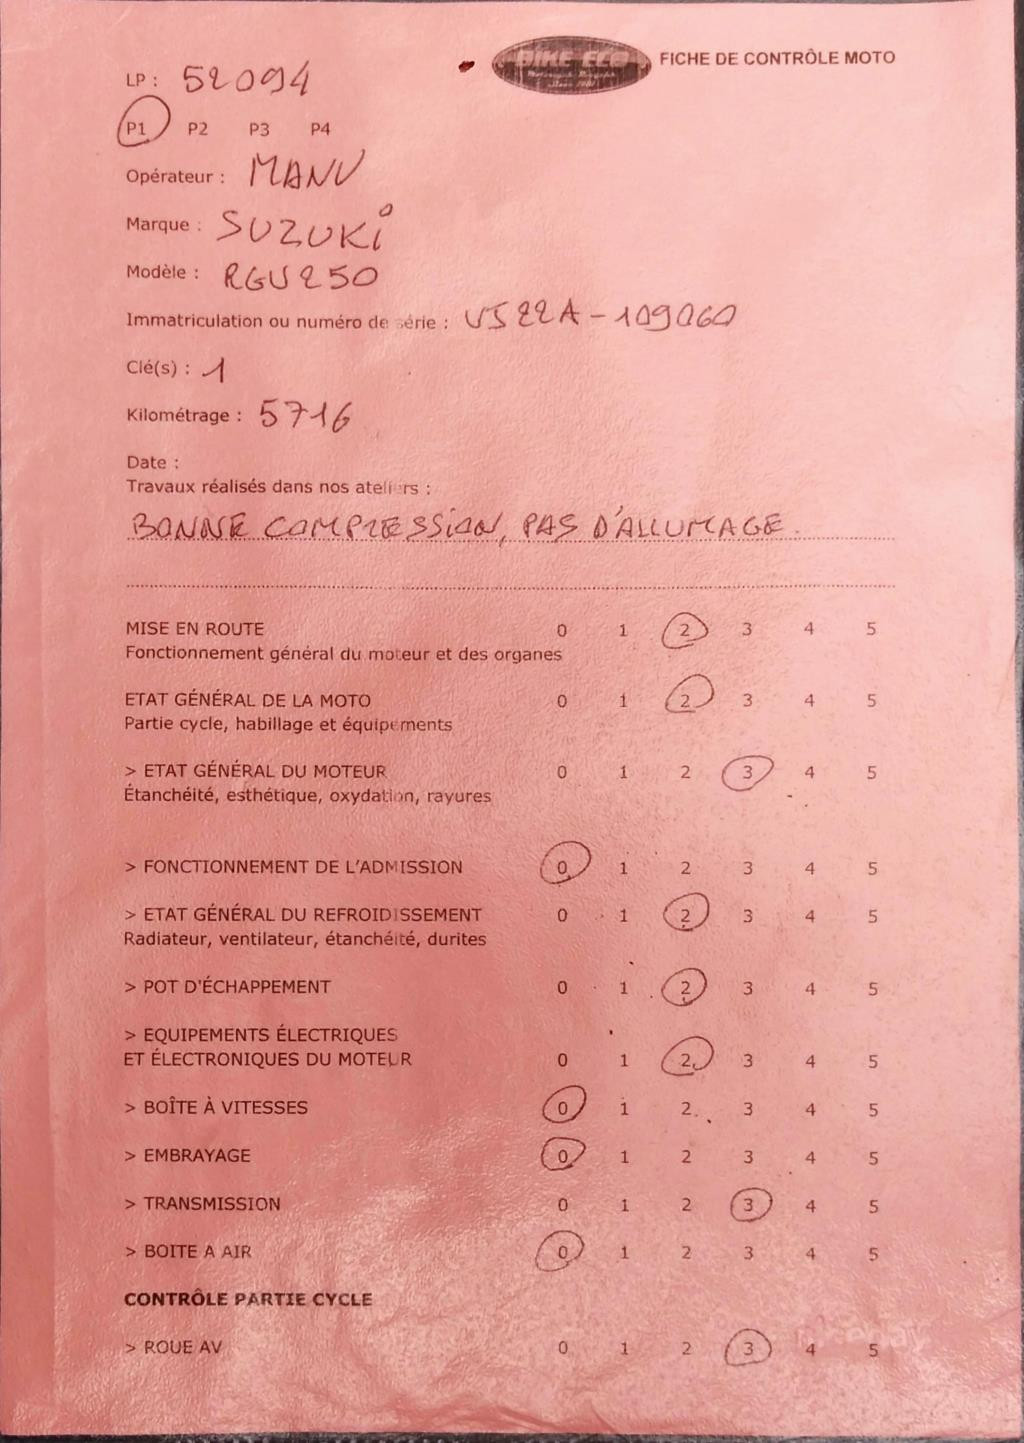 BIKE ECO
FICHE DE CONTRÔLE MOTO
LP : 52094
P1 P2 P3 P4
Opérateur : MANU
Marque : SUZUKi
Modèle : RGV250
Immatriculation ou numéro de série : VJ22A-109060
Clé(s) : 1
Kilométrage : 5716
Date :
Travaux réalisés dans nos ateliers :
BONNE COMPRESSiON, PAS D'ALLUMAGE.
MISE EN ROUTE 0 1 2 3 4 5
Fonctionnement général du moteur et des organes
ETAT GÉNÉRAL DE LA MOTO 0 1 2 3 4 5
Partie cycle, habillage et équipements
> ETAT GÉNÉRAL DU MOTEUR 0 1 2 3 4 5
Étanchéité, esthétique, oxydation, rayures
> FONCTIONNEMENT DE L'ADMISSION 0 1 2 3 4 5
> ETAT GÉNÉRAL DU REFROIDISSEMENT 0 1 2 3 4 5
Radiateur, ventilateur, étanchéité, durites
> POT D'ÉCHAPPEMENT 0 1 2 3 4 5
> EQUIPEMENTS ÉLECTRIQUES
ET ÉLECTRONIQUES DU MOTEUR 0 1 2 3 4 5
> BOÎTE À VITESSES 0 1 2 3 4 5
> EMBRAYAGE 0 1 2 3 4 5
> TRANSMISSION 0 1 2 3 4 5
> BOITE A AIR 0 1 2 3 4 5
CONTRÔLE PARTIE CYCLE
> ROUE AV 0 1 2 3 4 5